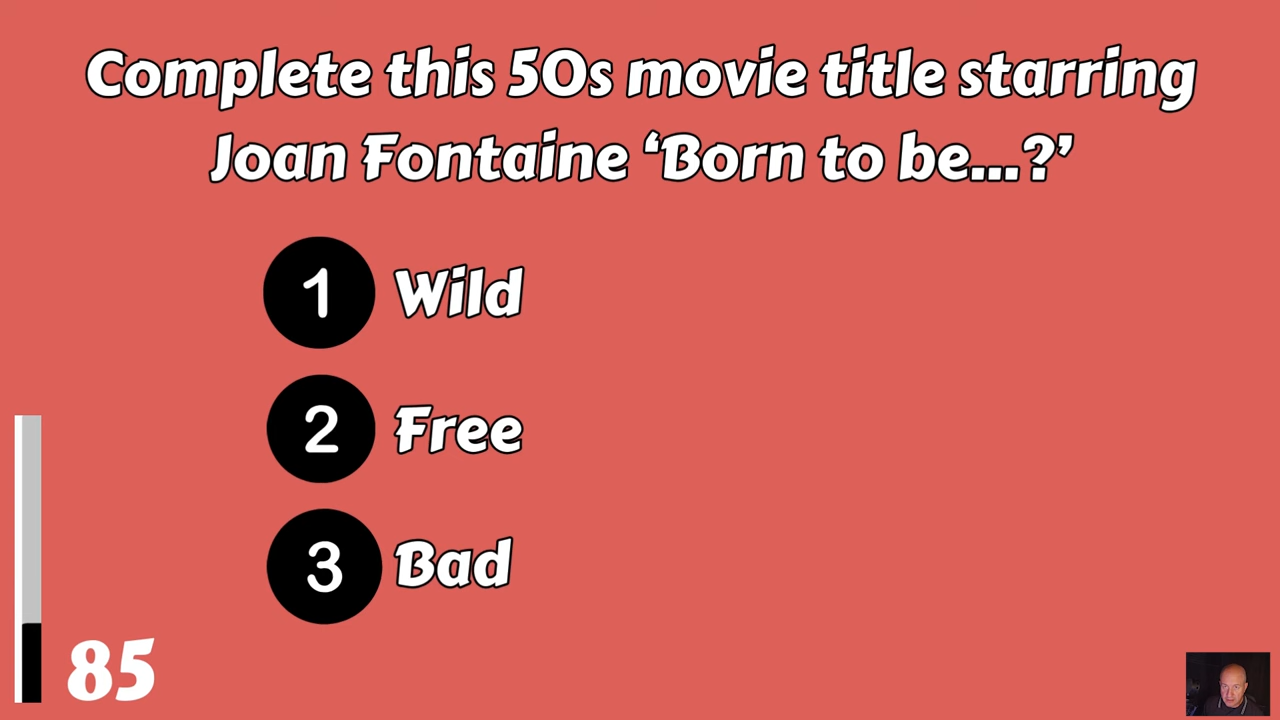 Complete this 50s movie title starring
Joan Fontaine ‘Born to be...?’
1 Wild
2 Free
3 Bad
85